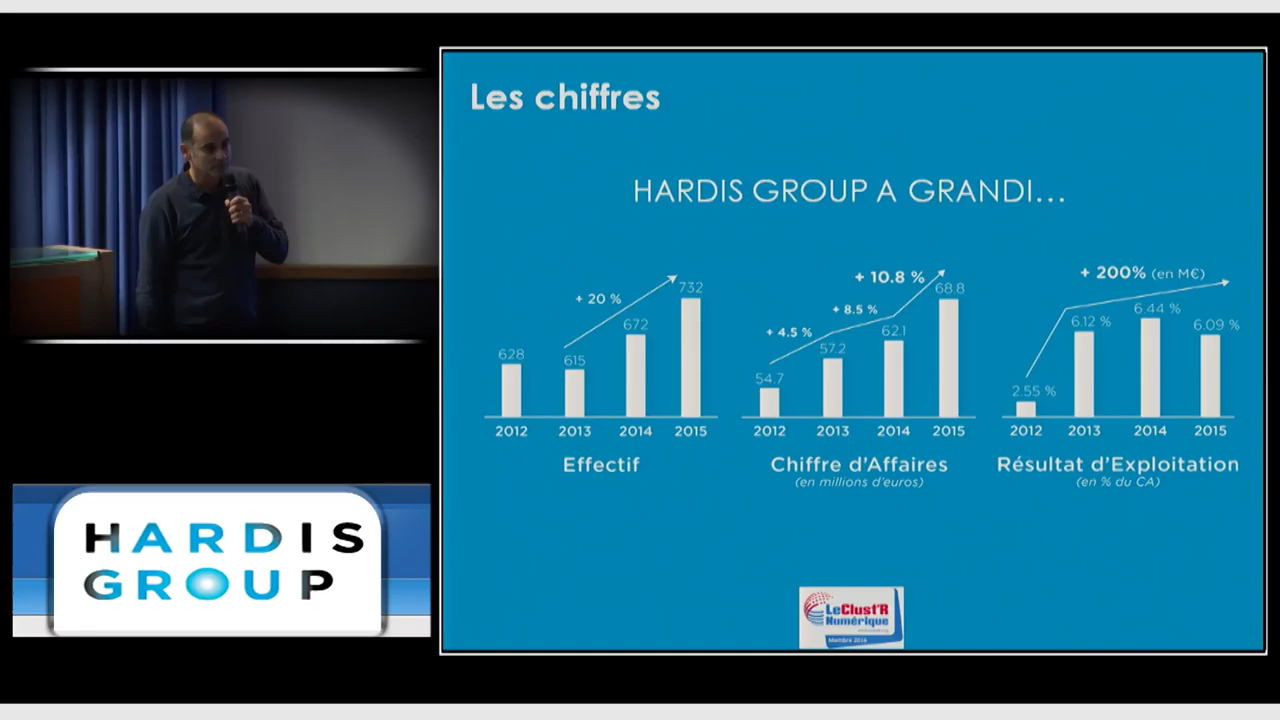 Les chiffres
HARDIS GROUP A GRANDI...
+ 20 %
628
615
672
732
2012 2013 2014 2015
Effectif
+ 4.5 %
+ 8.5 %
+ 10.8 %
54.7
57.2
62.1
68.8
2012 2013 2014 2015
Chiffre d'Affaires
(en millions d'euros)
+ 200% (en M€)
2.55 %
6.12 %
6.44 %
6.09 %
2012 2013 2014 2015
Résultat d'Exploitation
(en % du CA)
HARDIS
GROUP
LeClust'R
Numérique
Membre 2016